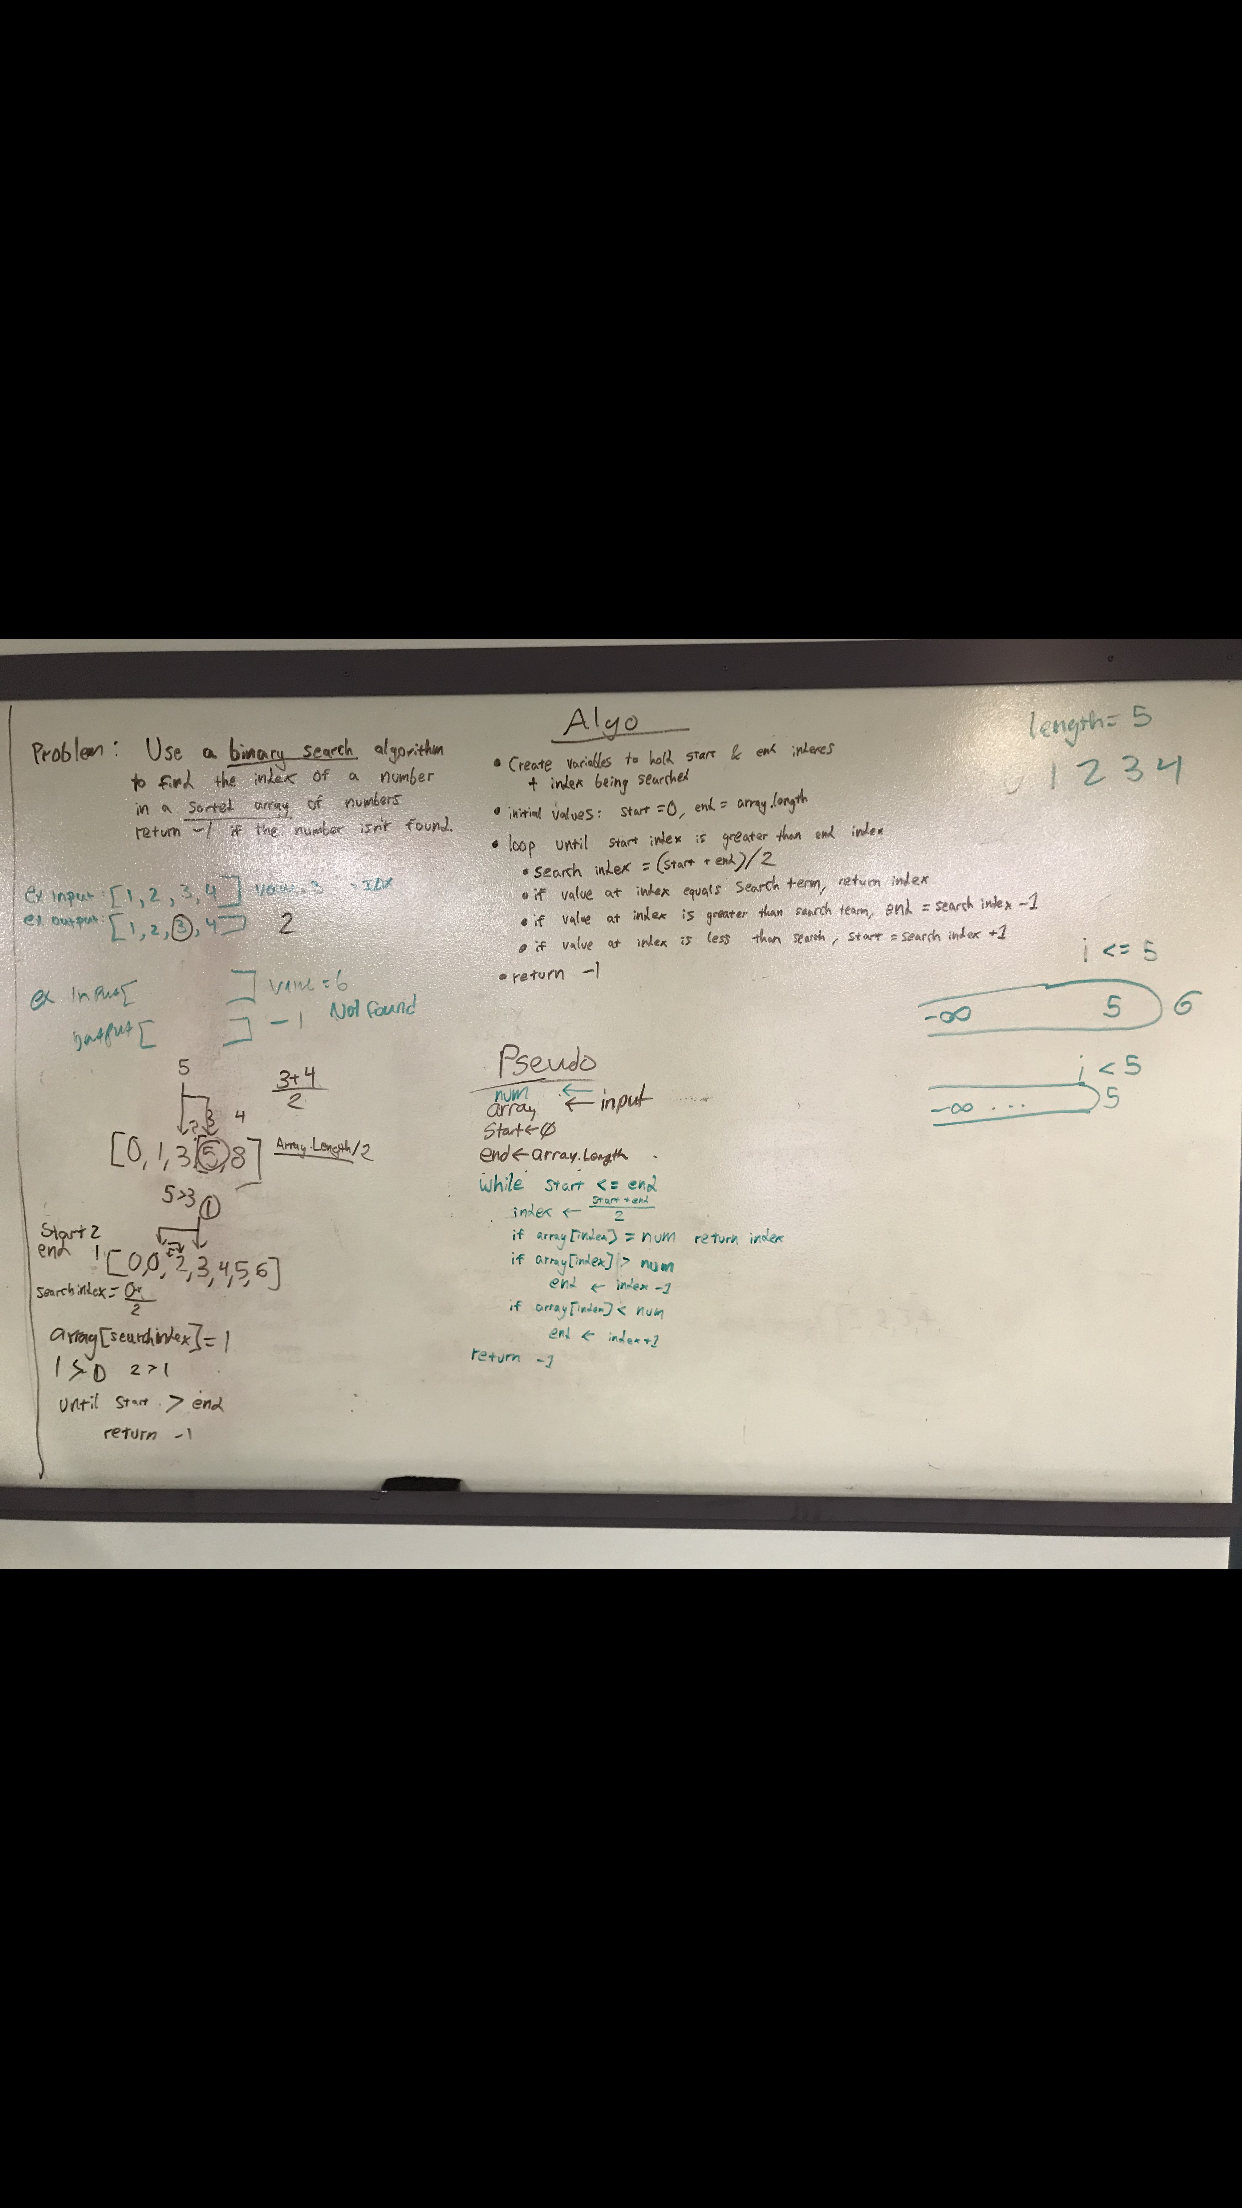 Problem: Use a binary search algorithm
to find the index of a number
in a sorted array of numbers
return -1 if the number isn't found.
ex input: [1, 2, 3, 4] 3 IDX
ex output: [1, 2, 3, 4] 2
ex input[ ] value = 6
output[ ] -1 Not found
5
3+4
2
2 3 4
[0, 1, 3, 5, 8] Array.Length/2
5>3
1
Start 2
end 1
[0,0, 2, 3, 4, 5, 6]
search index =
2
array[searchindex] = 1
2 > 1
until start > end
return -1
Algo
• Create variables to hold start & end indeces
+ index being searched
• initial values: start = 0, end = array.length
• loop until start index is greater than end index
• search index = (start + end)/2
• if value at index equals search term, return index
• if value at index is greater than search team, end = search index -1
• if value at index is less than search, start = search index +1
• return -1
Pseudo
num ←
array ← input
Start ← 0
end ← array.Length
while start <= end
index ← start + end
2
if array[index] = num return index
if array[index] > num
end ← index -1
if array[index] < num
end ← index +1
return -1
length = 5
0 1 2 3 4
i <= 5
-∞ 5 6
i < 5
-∞ ... 5